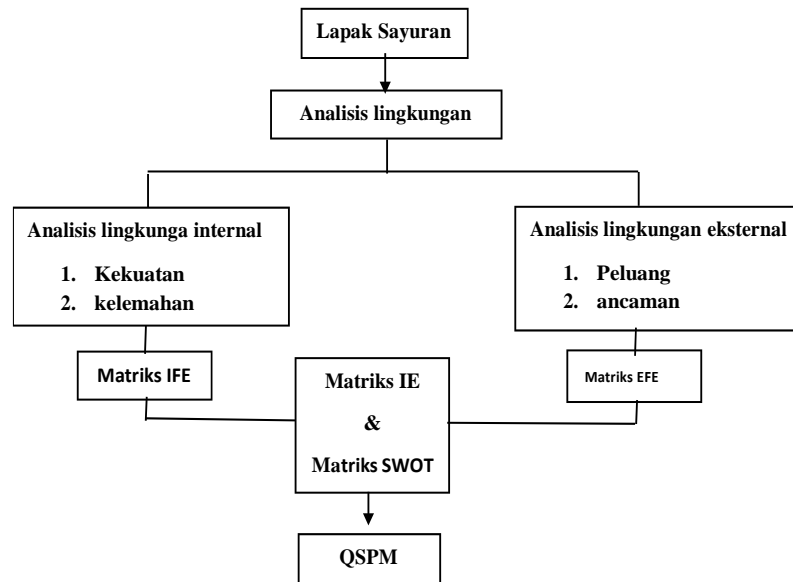 Lapak Sayuran
Analisis lingkungan
Analisis lingkunga internal
1. Kekuatan
2. kelemahan
Analisis lingkungan eksternal
1. Peluang
2. ancaman
Matriks IFE
Matriks IE
&
Matriks SWOT
Matriks EFE
QSPM